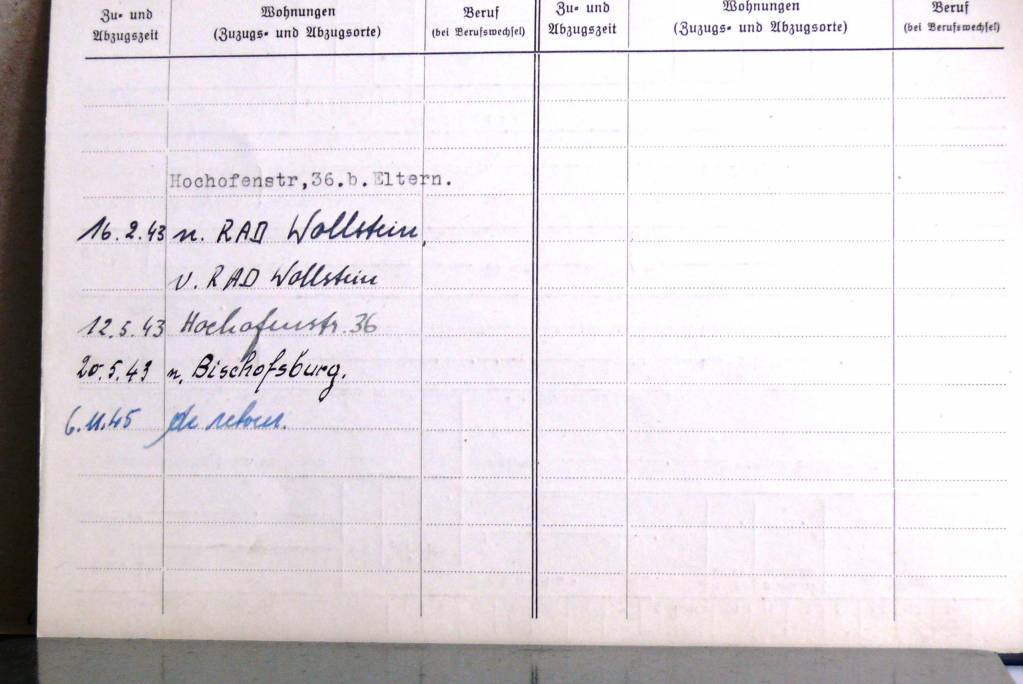 Zu- und Abzugszeit
Wohnungen
(Zuzugs- und Abzugsorte)
Beruf
(bei Berufswechsel)
Zu- und Abzugszeit
Wohnungen
(Zuzugs- und Abzugsorte)
Beruf
(bei Berufswechsel)
Hochofenstr,36.b.Eltern.
16.2.43 n. RAD Wollstein,
v. RAD Wollstein
12.5.43 Hochofenstr. 36
20.5.43 n. Bischofsburg.
6.11.45 de retour.